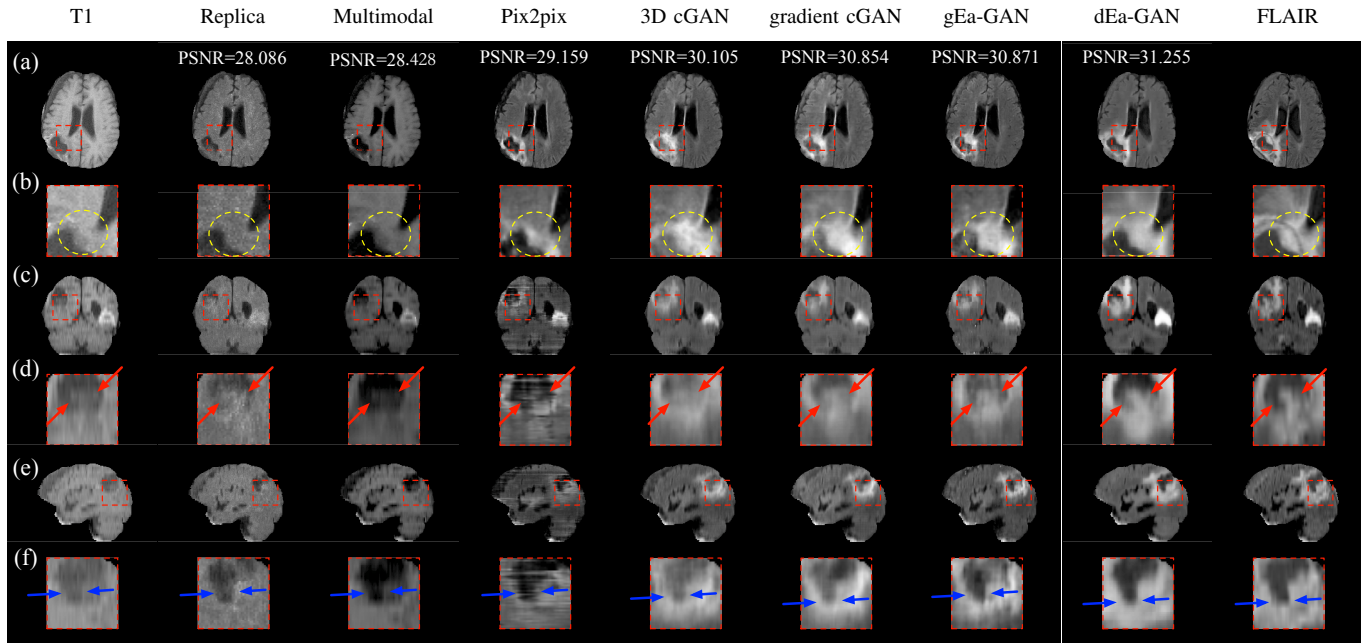 T1 Replica Multimodal Pix2pix 3D cGAN gradient cGAN gEa-GAN dEa-GAN FLAIR
(a) PSNR=28.086 PSNR=28.428 PSNR=29.159 PSNR=30.105 PSNR=30.854 PSNR=30.871 PSNR=31.255
(b)
(c)
(d)
(e)
(f)